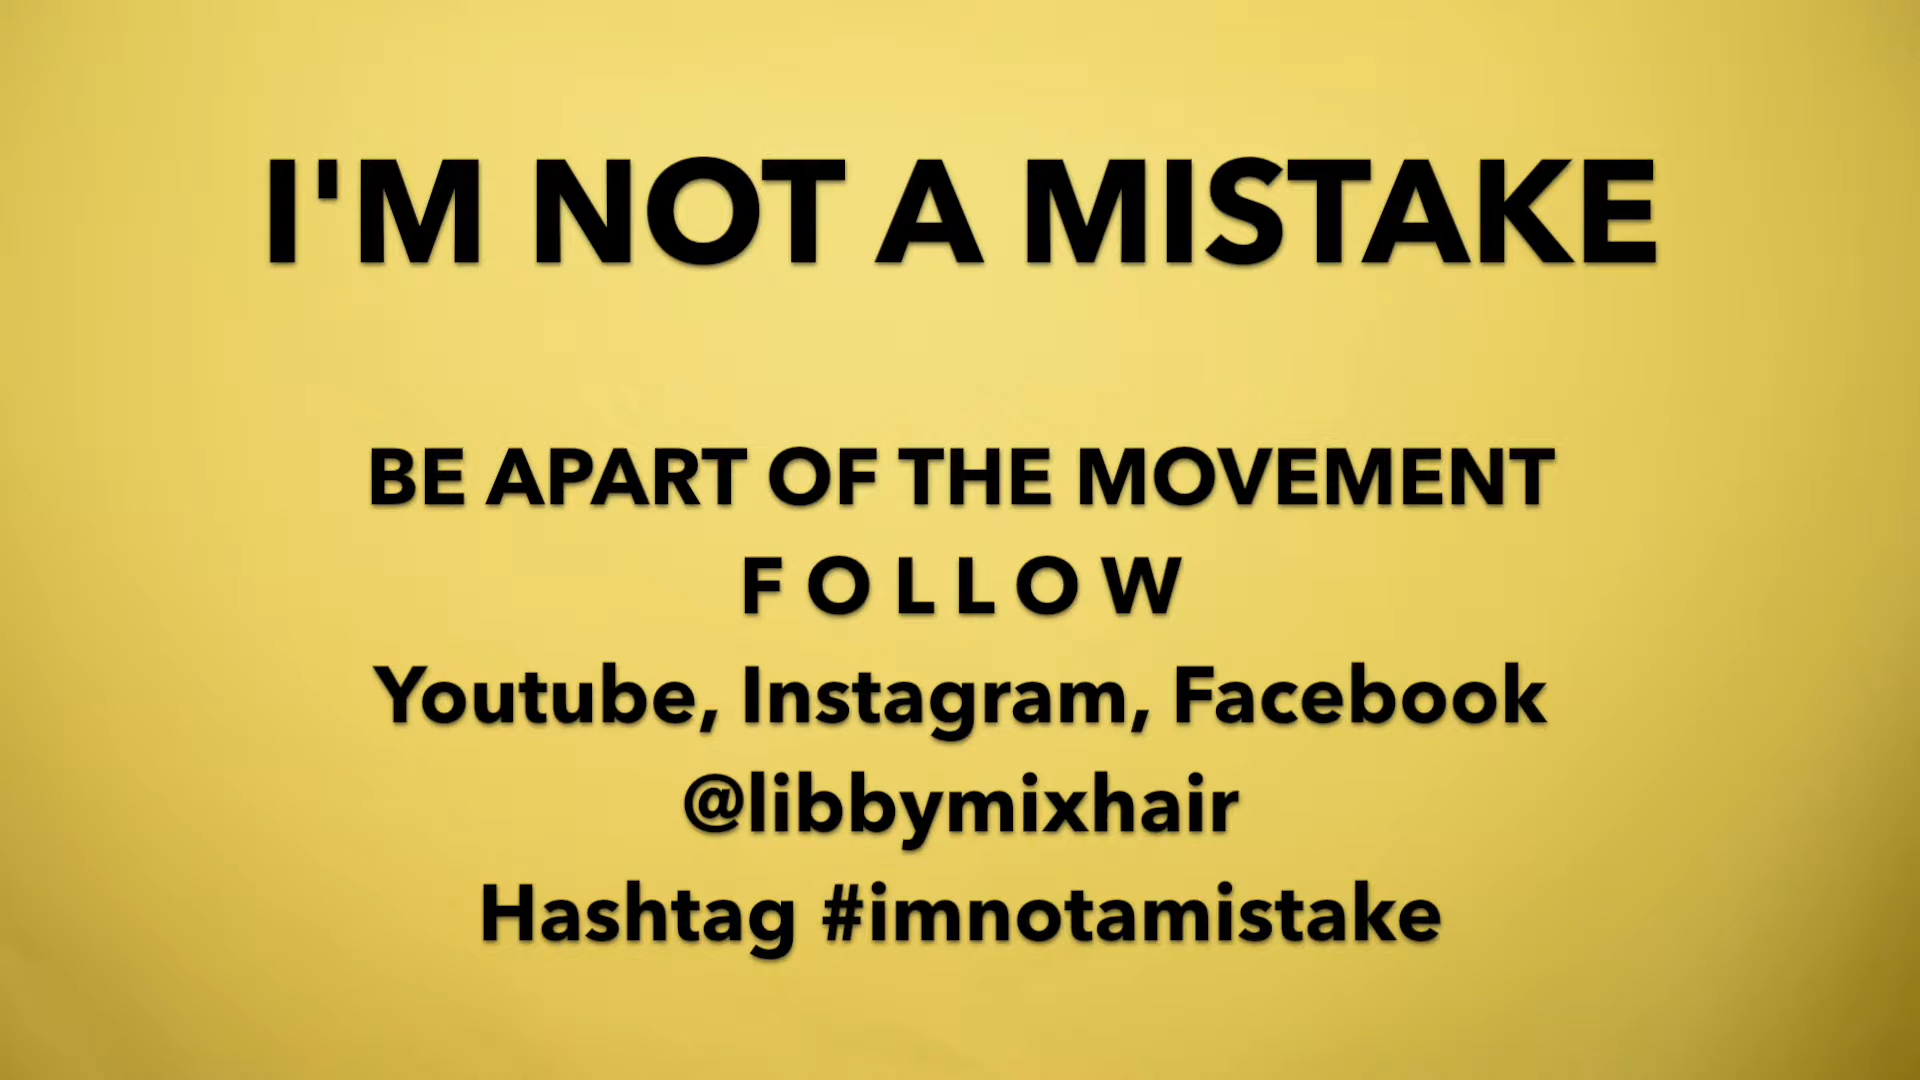 I'M NOT A MISTAKE
BE APART OF THE MOVEMENT
F O L L O W
Youtube, Instagram, Facebook
@libbymixhair
Hashtag #imnotamistake